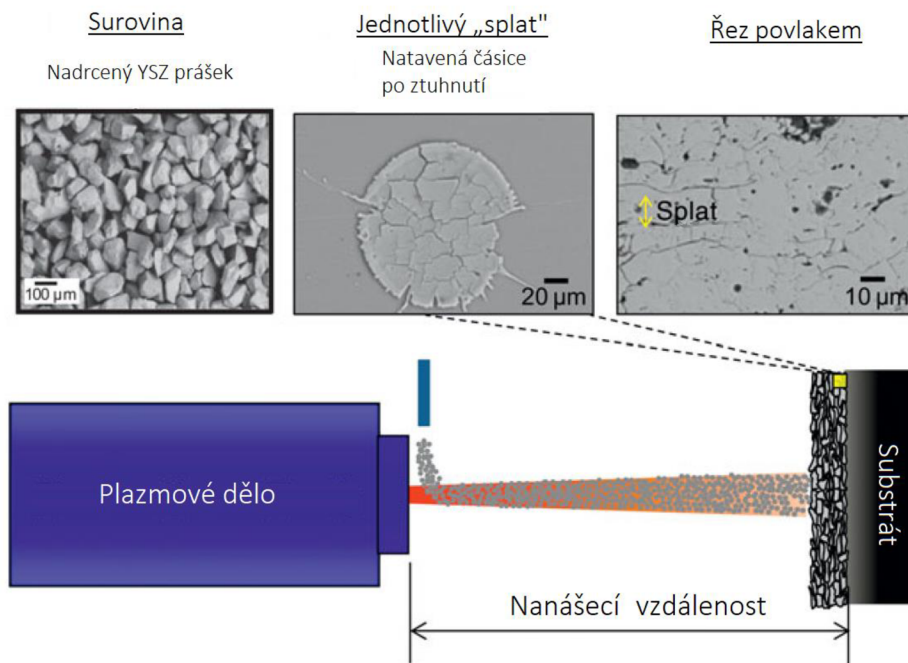 Surovina
Nadrcený YSZ prášek
Jednotlivý „splat"
Natavená čásice
po ztuhnutí
Řez povlakem
100 µm
20 µm
Splat
10 µm
Plazmové dělo
Substrát
Nanášecí vzdálenost